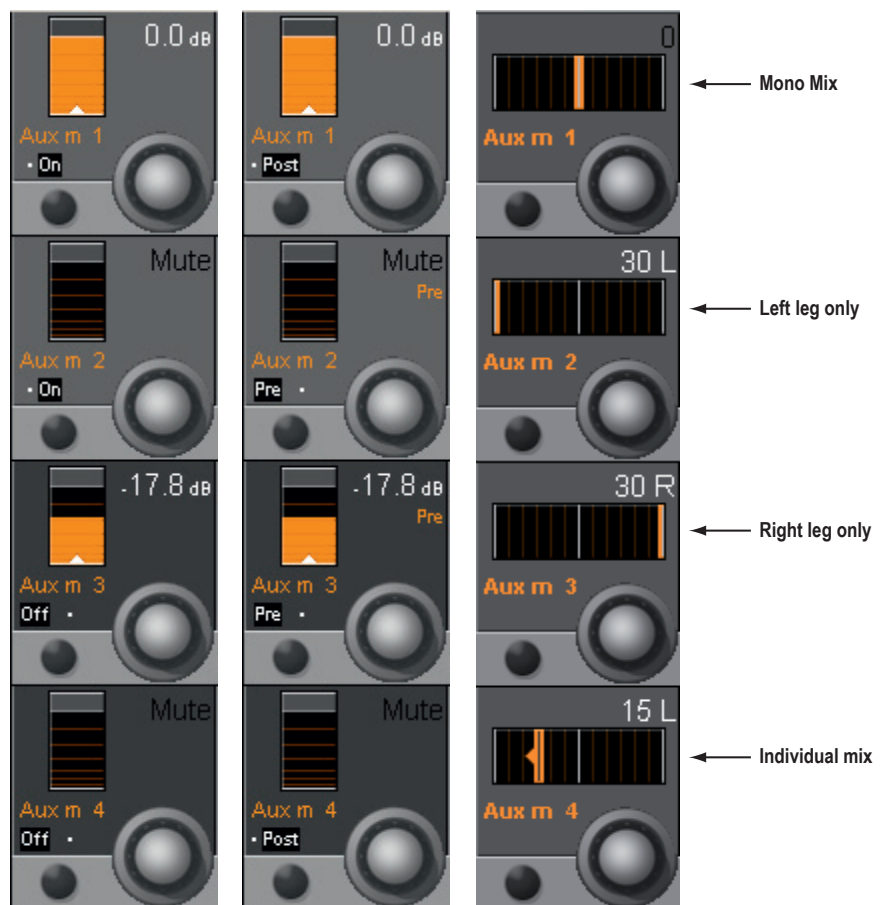 0.0 dB
Aux m 1
On
0.0 dB
Aux m 1
Post
0
Aux m 1
Mono Mix
Mute
Aux m 2
On
Mute
Pre
Aux m 2
Pre
30 L
Aux m 2
Left leg only
-17.8 dB
Aux m 3
Off
-17.8 dB
Pre
Aux m 3
Pre
30 R
Aux m 3
Right leg only
Mute
Aux m 4
Off
Mute
Aux m 4
Post
15 L
Aux m 4
Individual mix